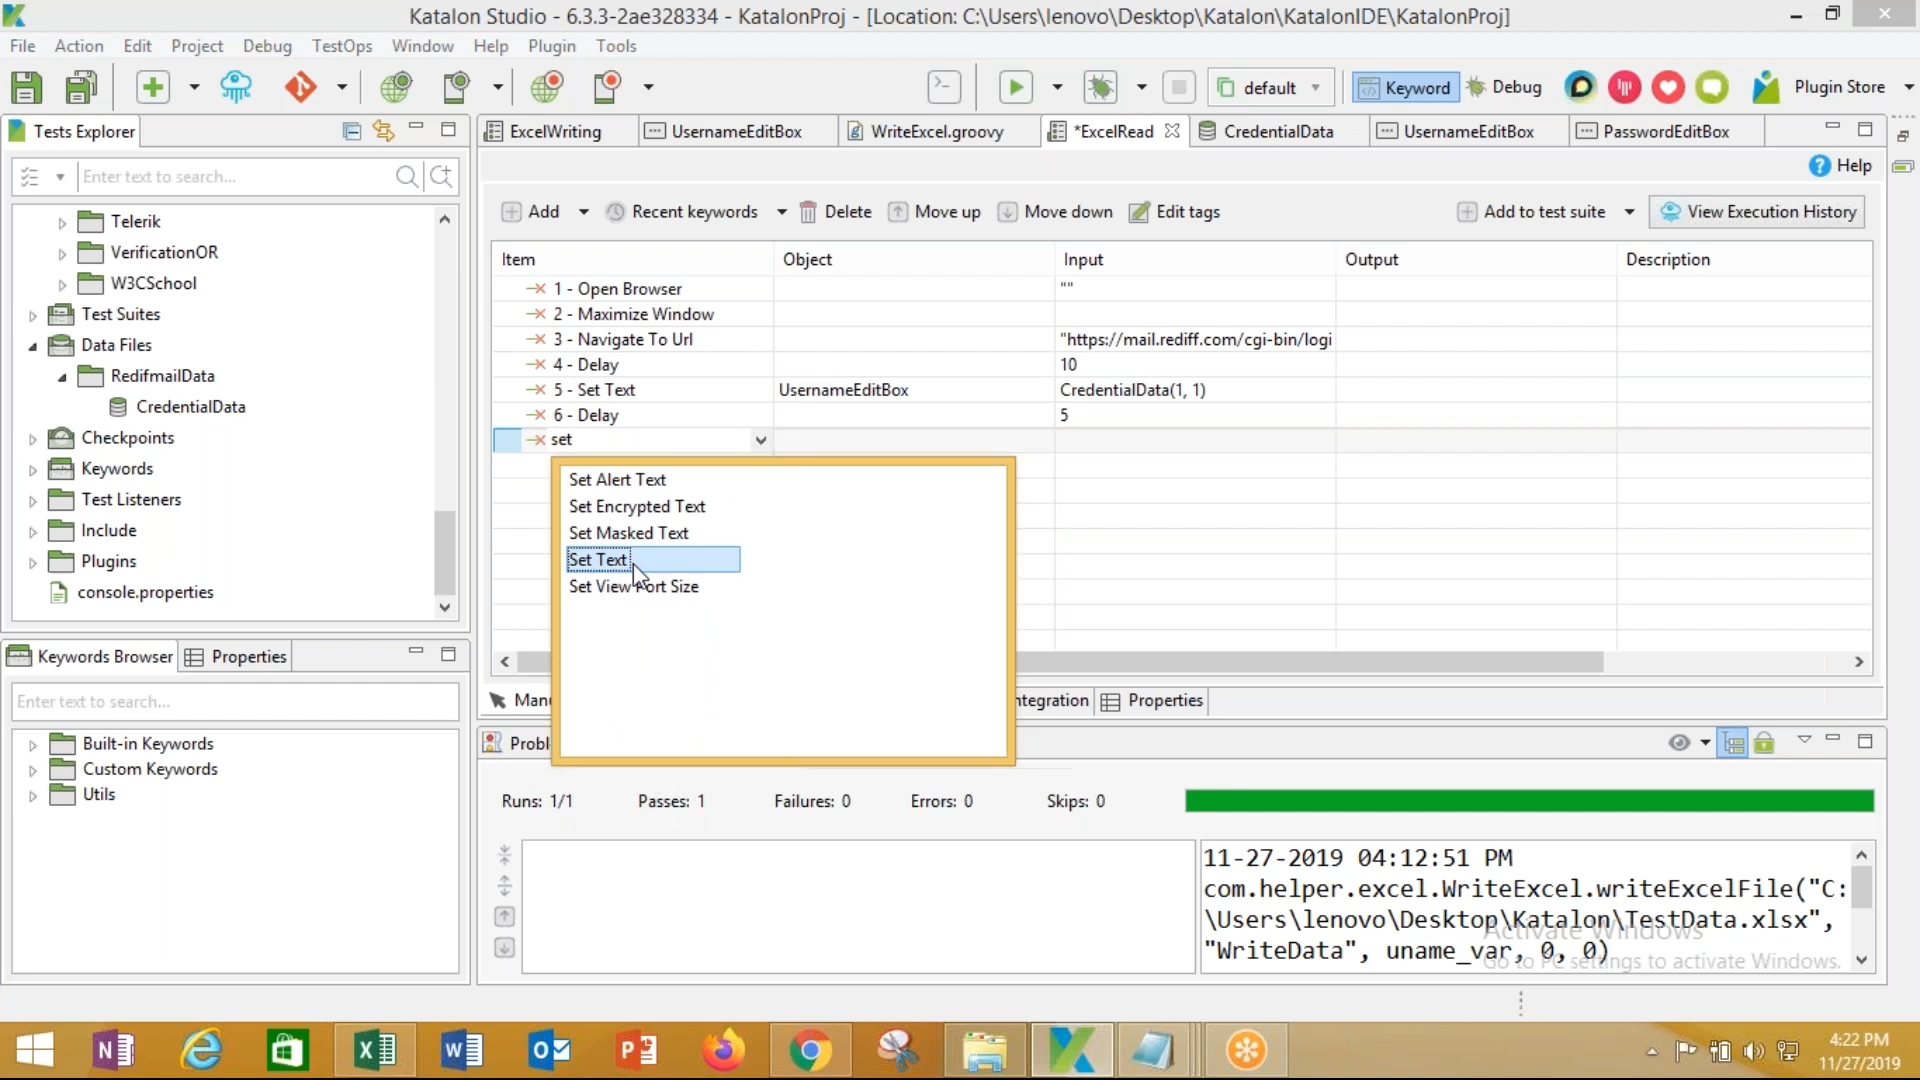 Katalon Studio - 6.3.3-2ae328334 - KatalonProj - [Location: C:\Users\lenovo\Desktop\Katalon\KatalonIDE\KatalonProj]
File Action Edit Project Debug TestOps Window Help Plugin Tools
default Keyword Debug Plugin Store
Tests Explorer
ExcelWriting UsernameEditBox WriteExcel.groovy *ExcelRead CredentialData UsernameEditBox PasswordEditBox
Help
Enter text to search...
Add Recent keywords Delete Move up Move down Edit tags Add to test suite View Execution History
Telerik
VerificationOR
W3CSchool
Test Suites
Data Files
RedifmailData
CredentialData
Checkpoints
Keywords
Test Listeners
Include
Plugins
console.properties
Item Object Input Output Description
1 - Open Browser ""
2 - Maximize Window
3 - Navigate To Url "https://mail.rediff.com/cgi-bin/logi
4 - Delay 10
5 - Set Text UsernameEditBox CredentialData(1, 1)
6 - Delay 5
set
Set Alert Text
Set Encrypted Text
Set Masked Text
Set Text
Set View Port Size
Manu ntegration Properties
Keywords Browser Properties
Enter text to search...
Built-in Keywords
Custom Keywords
Utils
Probl
Runs: 1/1 Passes: 1 Failures: 0 Errors: 0 Skips: 0
11-27-2019 04:12:51 PM
com.helper.excel.WriteExcel.writeExcelFile("C:
\Users\lenovo\Desktop\Katalon\TestData.xlsx",
"WriteData", uname_var, 0, 0)
Activate Windows
Go to PC settings to activate Windows.
4:22 PM
11/27/2019